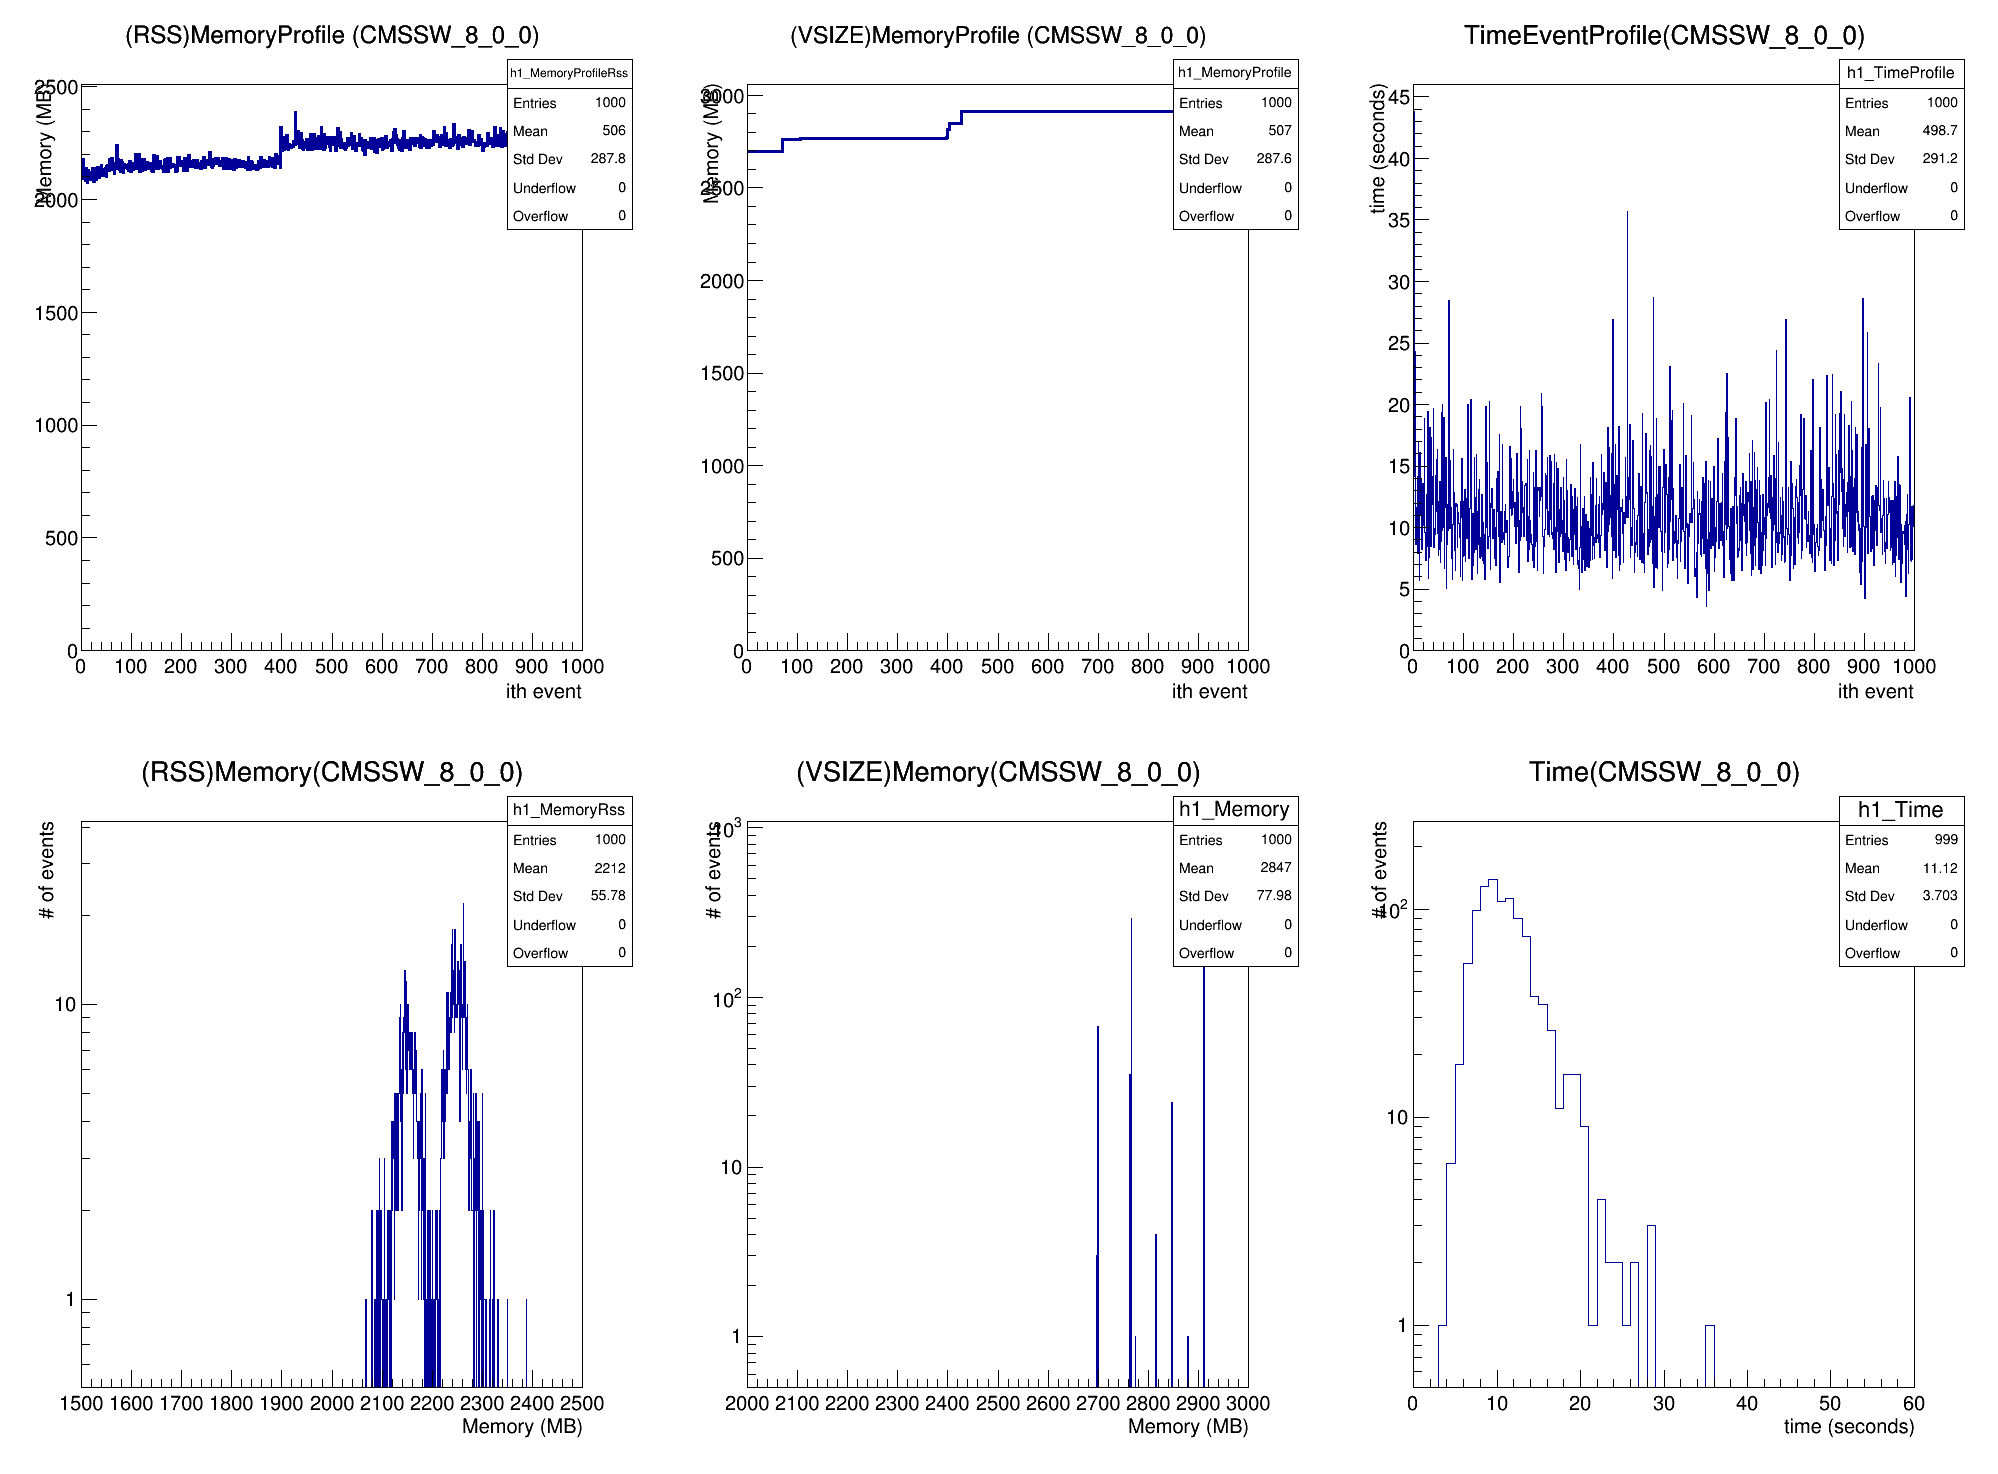 (RSS)MemoryProfile (CMSSW_8_0_0)
h1_MemoryProfileRss
Entries 1000
Mean 506
Std Dev 287.8
Underflow 0
Overflow 0
Memory (MB)
2500
2000
1500
1000
500
0
0 100 200 300 400 500 600 700 800 900 1000
ith event
(VSIZE)MemoryProfile (CMSSW_8_0_0)
h1_MemoryProfile
Entries 1000
Mean 507
Std Dev 287.6
Underflow 0
Overflow 0
Memory (MB)
3000
2500
2000
1500
1000
500
0
0 100 200 300 400 500 600 700 800 900 1000
ith event
TimeEventProfile(CMSSW_8_0_0)
h1_TimeProfile
Entries 1000
Mean 498.7
Std Dev 291.2
Underflow 0
Overflow 0
time (seconds)
45
40
35
30
25
20
15
10
5
0
0 100 200 300 400 500 600 700 800 900 1000
ith event
(RSS)Memory(CMSSW_8_0_0)
h1_MemoryRss
Entries 1000
Mean 2212
Std Dev 55.78
Underflow 0
Overflow 0
# of events
10
1
1500 1600 1700 1800 1900 2000 2100 2200 2300 2400 2500
Memory (MB)
(VSIZE)Memory(CMSSW_8_0_0)
h1_Memory
Entries 1000
Mean 2847
Std Dev 77.98
Underflow 0
Overflow 0
# of events
10³
10²
10
1
2000 2100 2200 2300 2400 2500 2600 2700 2800 2900 3000
Memory (MB)
Time(CMSSW_8_0_0)
h1_Time
Entries 999
Mean 11.12
Std Dev 3.703
Underflow 0
Overflow 0
# of events
10²
10
1
0 10 20 30 40 50 60
time (seconds)